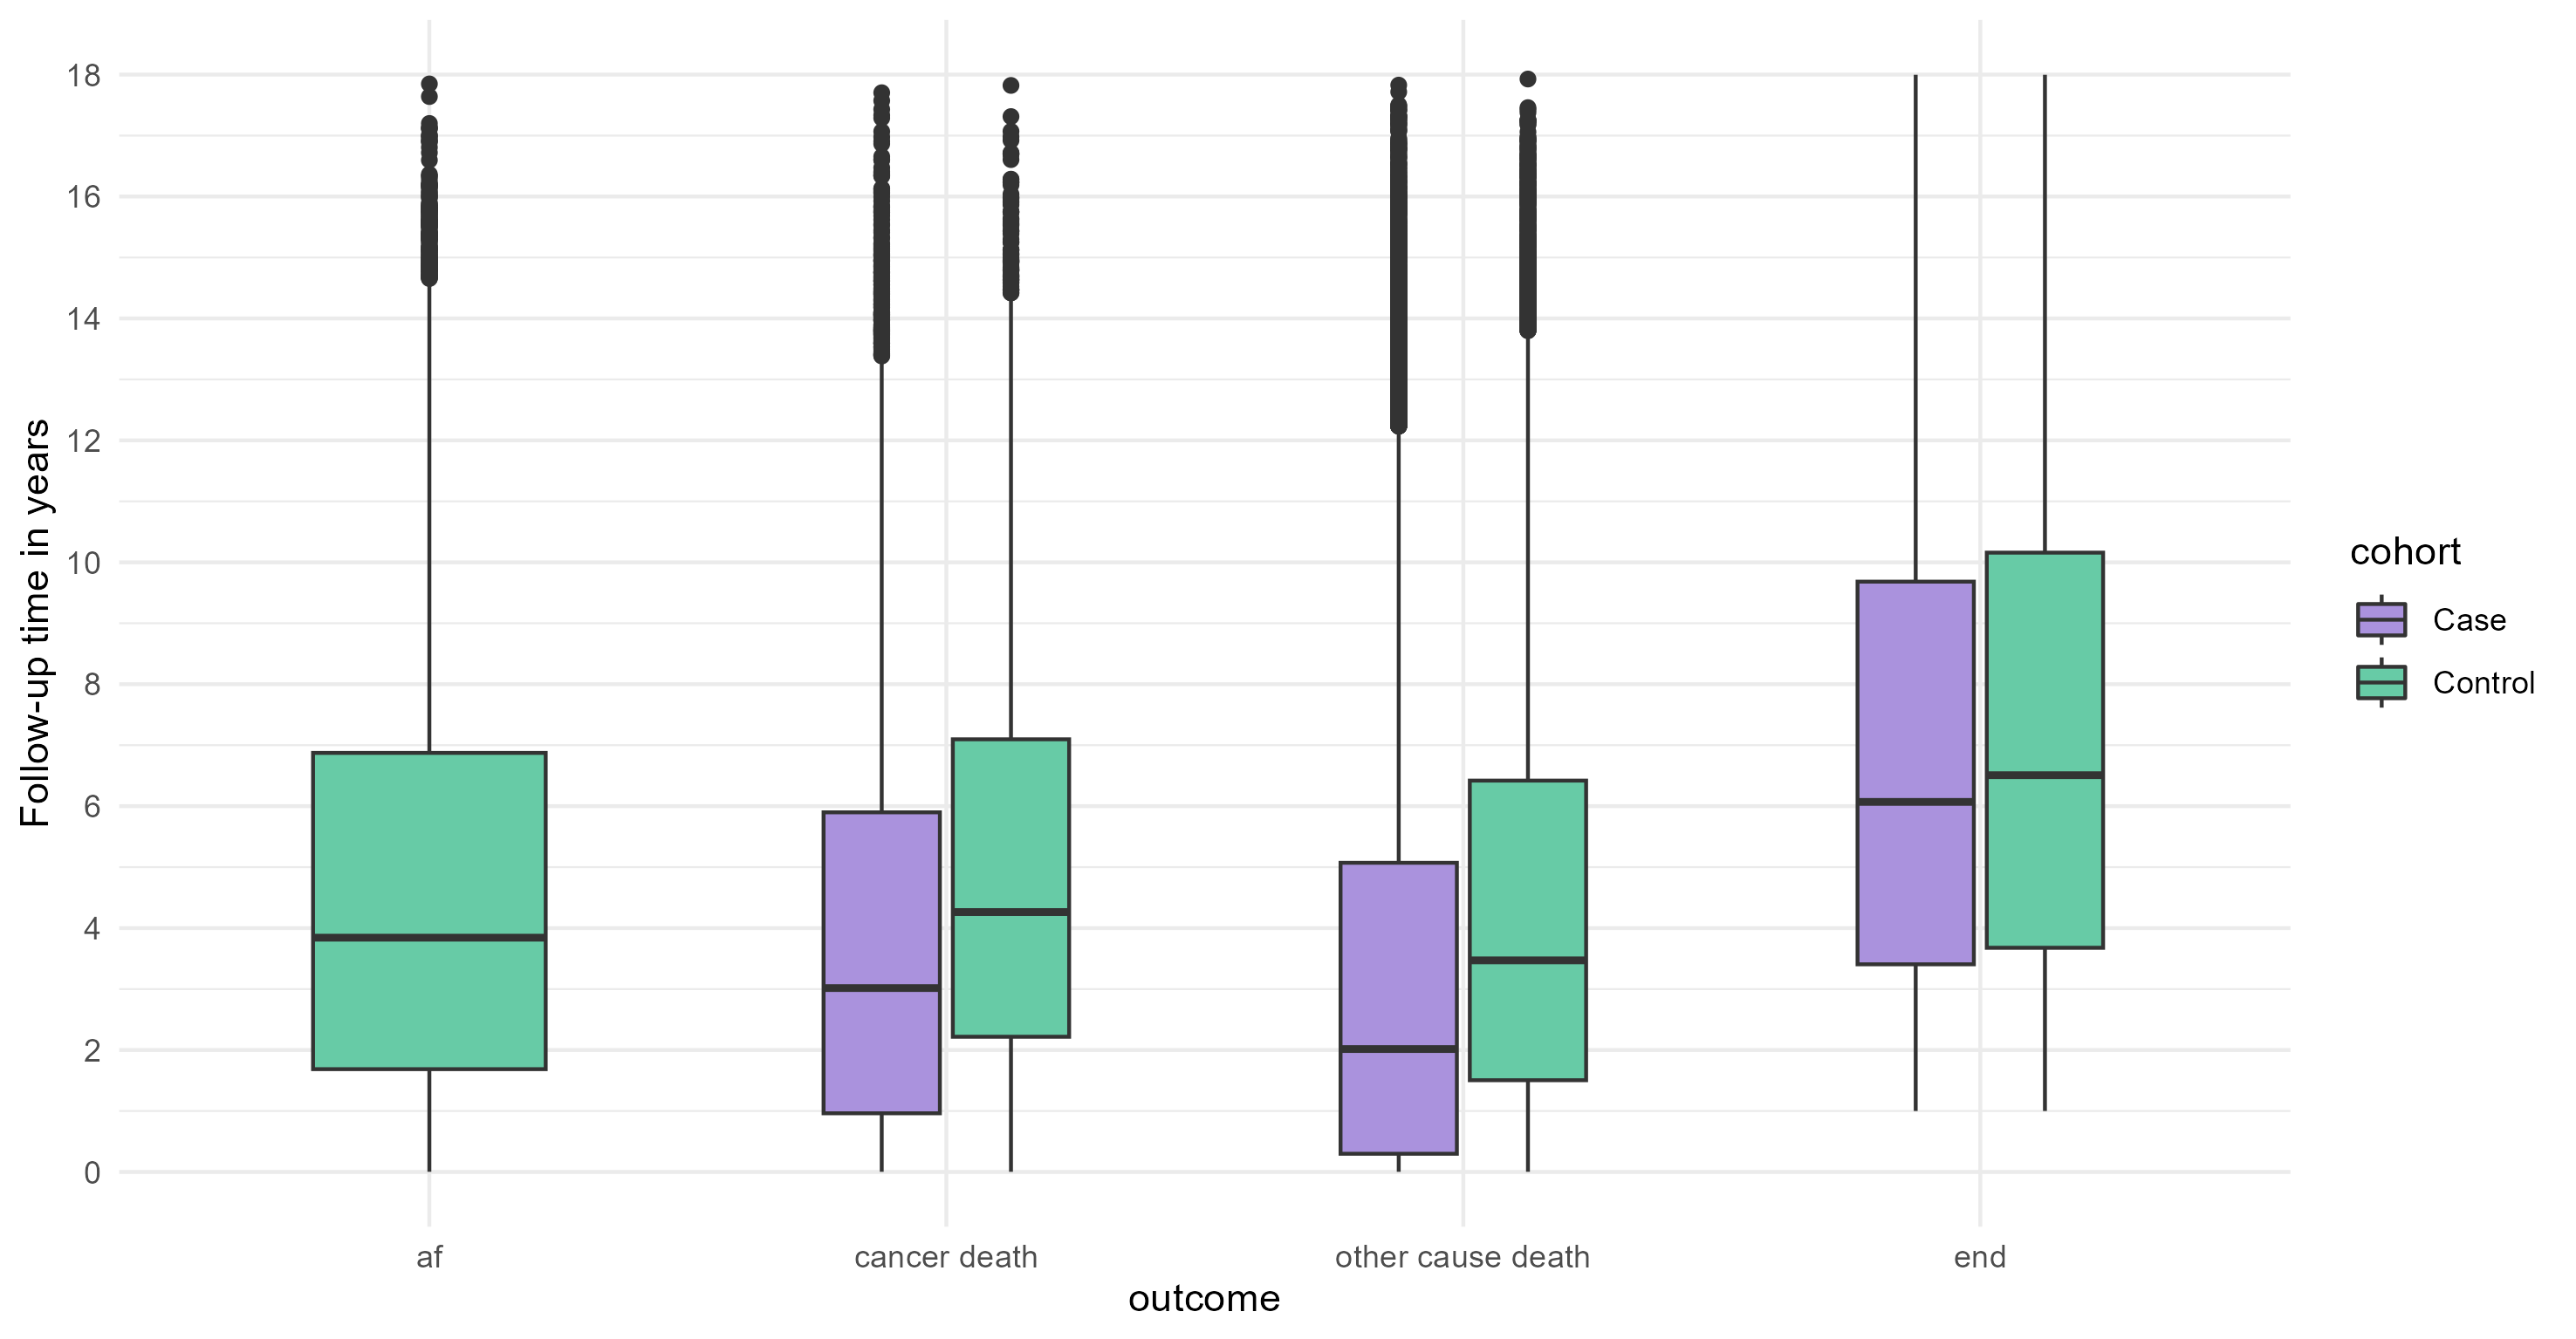 Follow-up time in years
18
16
14
12
10
8
6
4
2
0
af
cancer death
other cause death
end
outcome
cohort
Case
Control